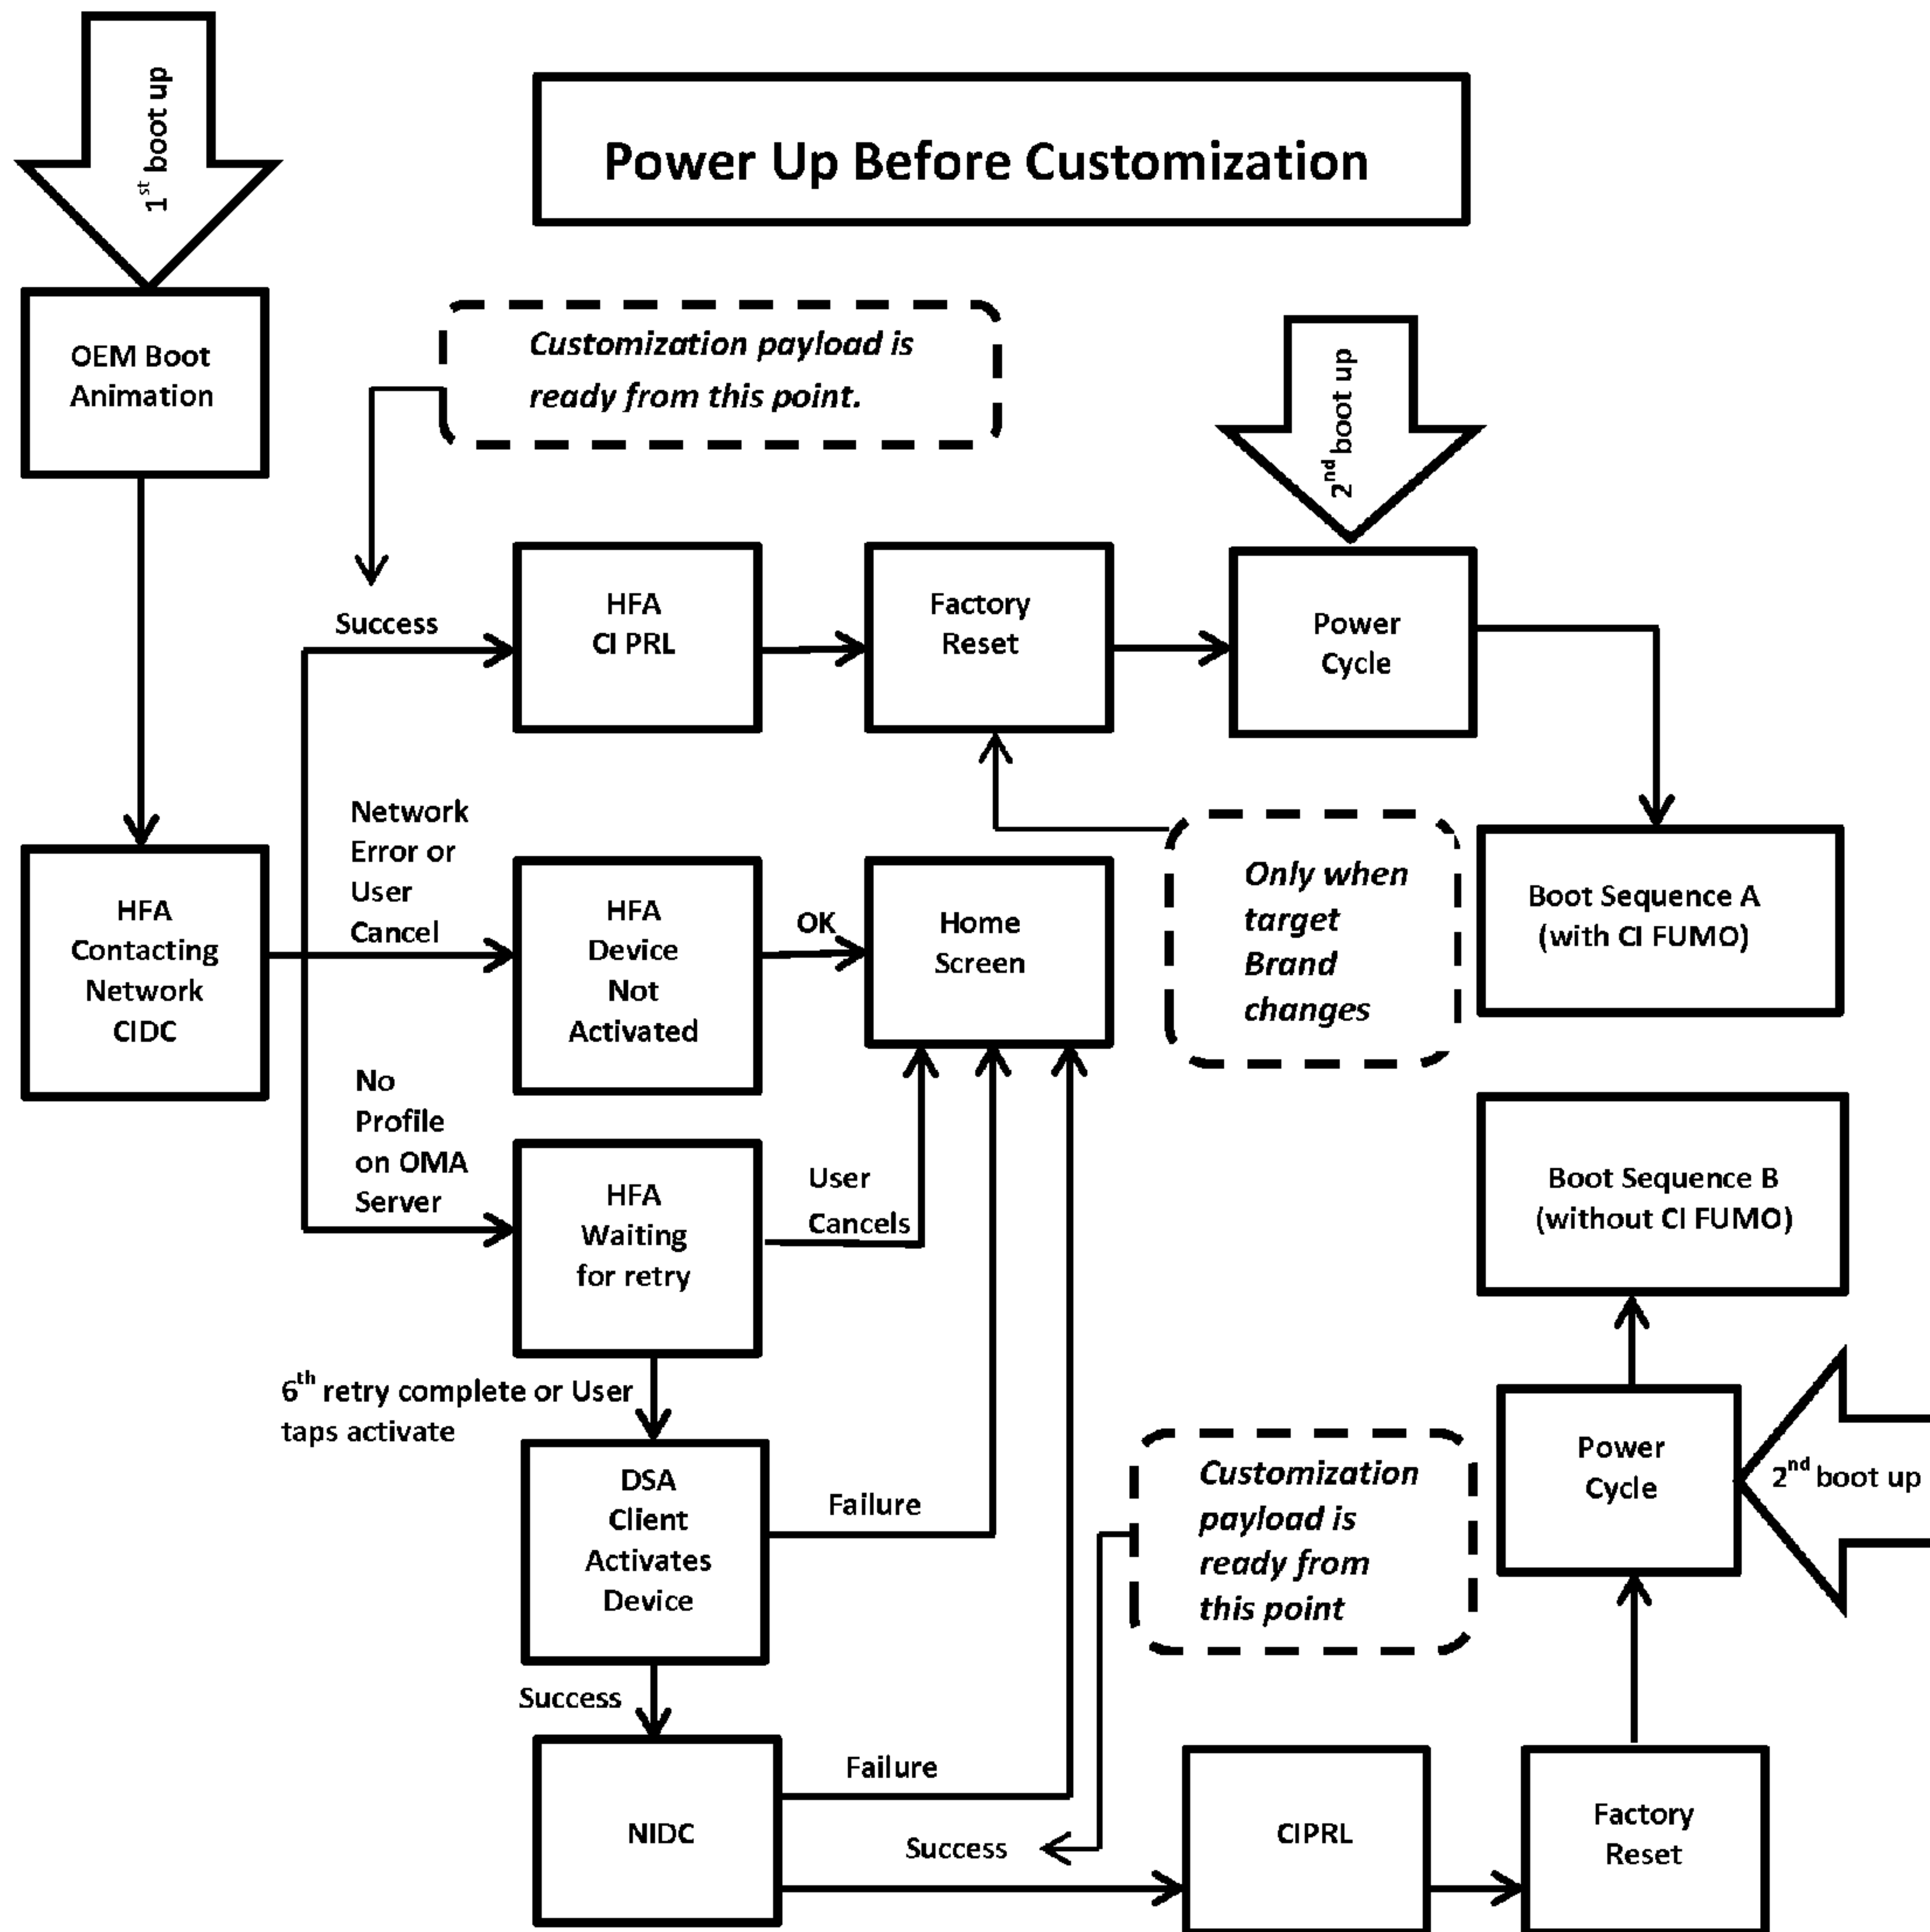 1st boot up
Power Up Before Customization
OEM Boot
Animation
Customization payload is
ready from this point.
2nd boot up
Success
HFA
CI PRL
Factory
Reset
Power
Cycle
Network
Error or
User
Cancel
HFA
Contacting
Network
CIDC
HFA
Device
Not
Activated
OK
Home
Screen
Only when
target
Brand
changes
Boot Sequence A
(with CI FUMO)
No
Profile
on OMA
Server
HFA
Waiting
for retry
User
Cancels
Boot Sequence B
(without CI FUMO)
6th retry complete or User
taps activate
DSA
Client
Activates
Device
Failure
Customization
payload is
ready from
this point
Power
Cycle
2nd boot up
Success
NIDC
Failure
Success
CIPRL
Factory
Reset